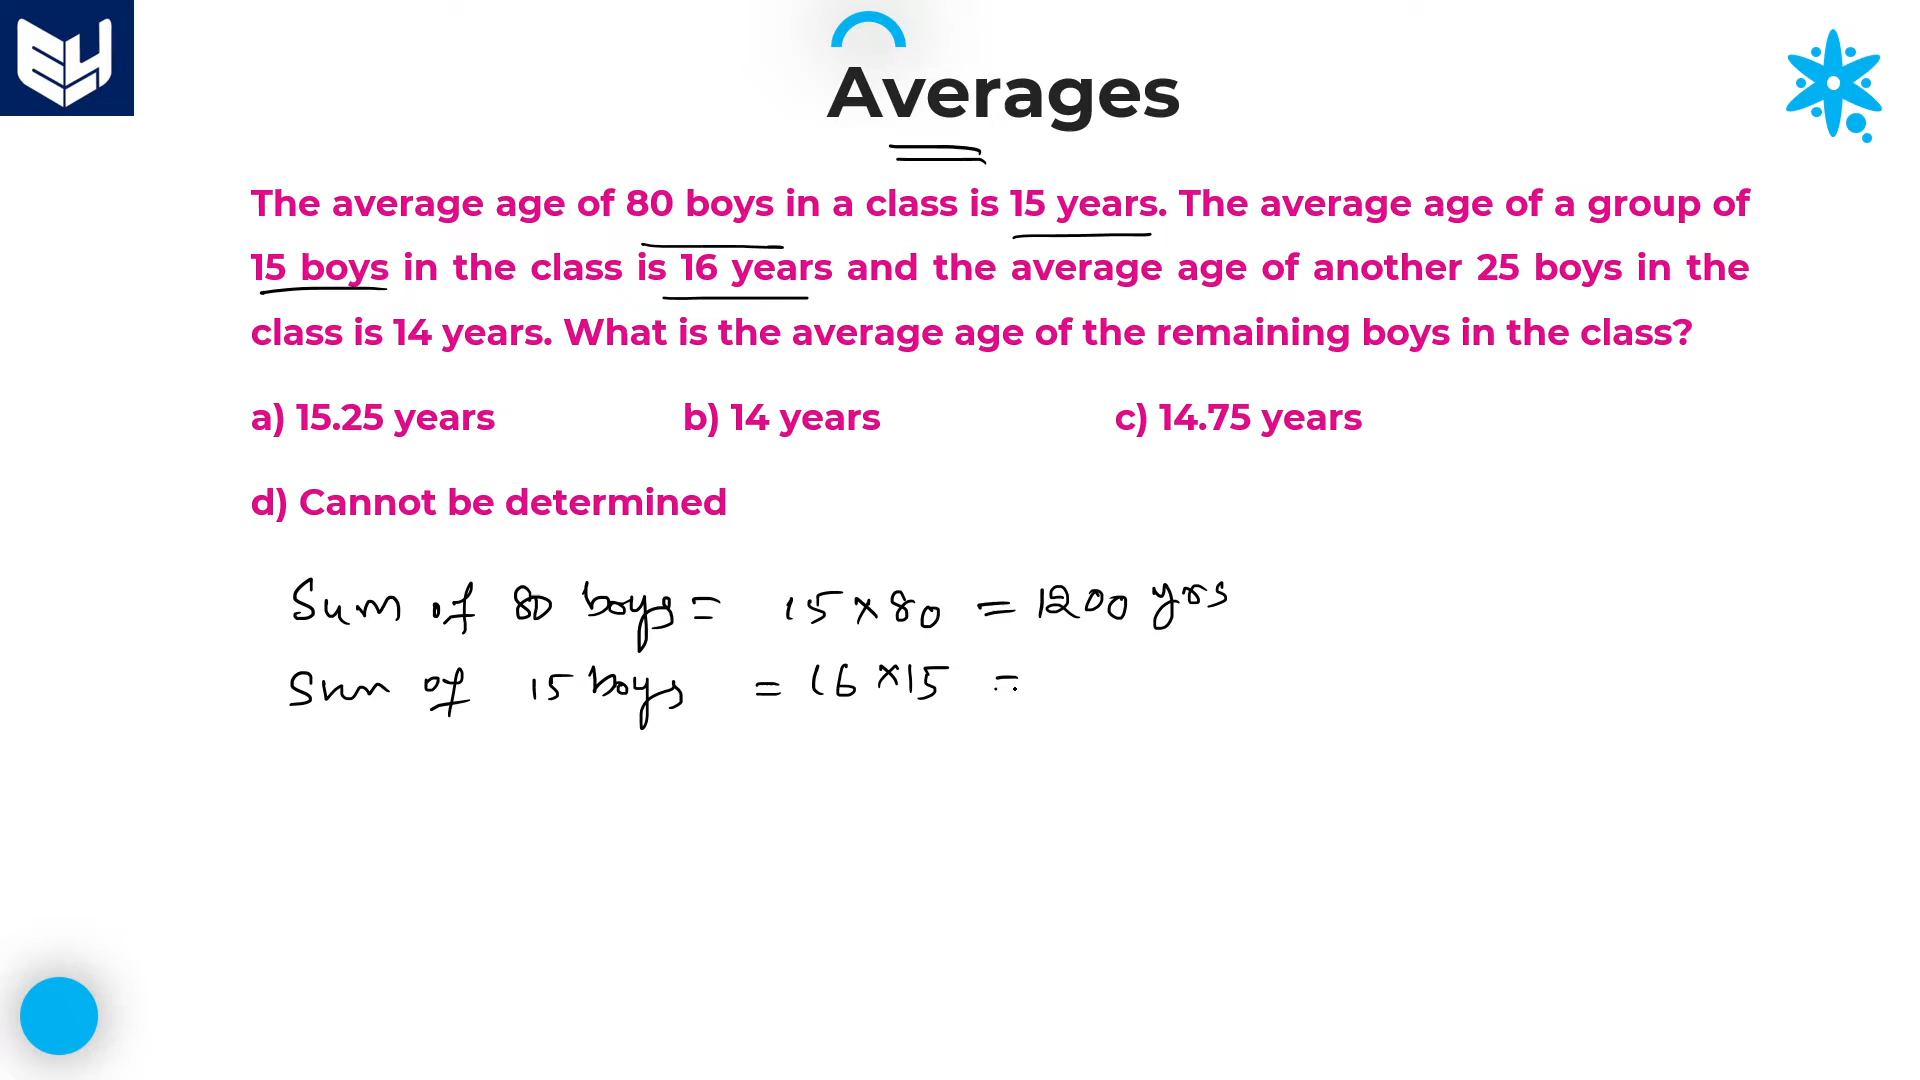 Averages
The average age of 80 boys in a class is 15 years. The average age of a group of
15 boys in the class is 16 years and the average age of another 25 boys in the
class is 14 years. What is the average age of the remaining boys in the class?
a) 15.25 years b) 14 years c) 14.75 years
d) Cannot be determined
Sum of 80 boys = 15 × 80 = 1200 yrs
Sum of 15 boys = 16 × 15 =